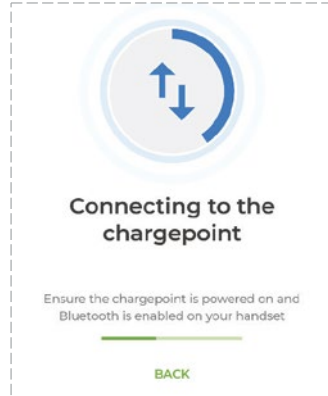 Connecting to the
chargepoint
Ensure the chargepoint is powered on and
Bluetooth is enabled on your handset
BACK